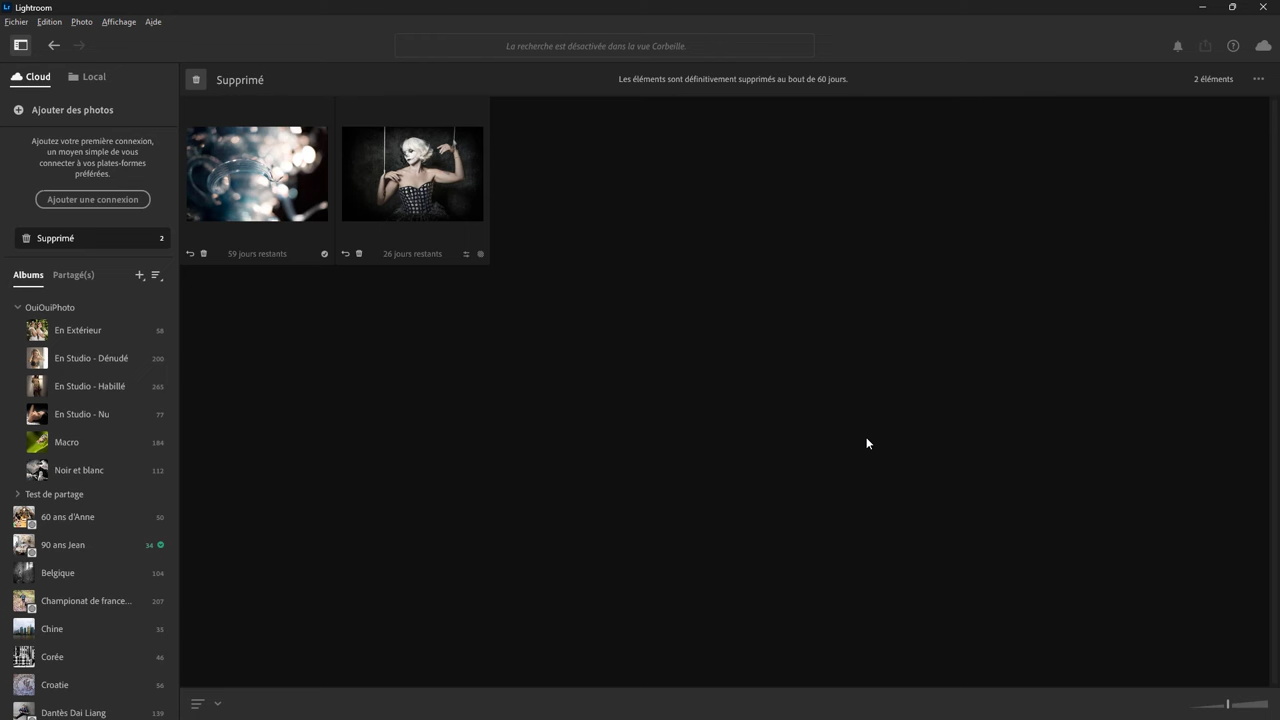 Lr Lightroom
Fichier Edition Photo Affichage Aide
La recherche est désactivée dans la vue Corbeille.
Cloud Local
Supprimé
Les éléments sont définitivement supprimés au bout de 60 jours.
2 éléments
Ajouter des photos
Ajoutez votre première connexion,
un moyen simple de vous
connecter à vos plates-formes
préférées.
Ajouter une connexion
Supprimé 2
59 jours restants
26 jours restants
Albums Partagé(s)
OuiOuiPhoto
En Extérieur 58
En Studio - Dénudé 200
En Studio - Habillé 265
En Studio - Nu 77
Macro 184
Noir et blanc 112
Test de partage
60 ans d'Anne 50
90 ans Jean 34
Belgique 104
Championat de france... 207
Chine 35
Corée 46
Croatie 56
Dantès Dai Liang 139